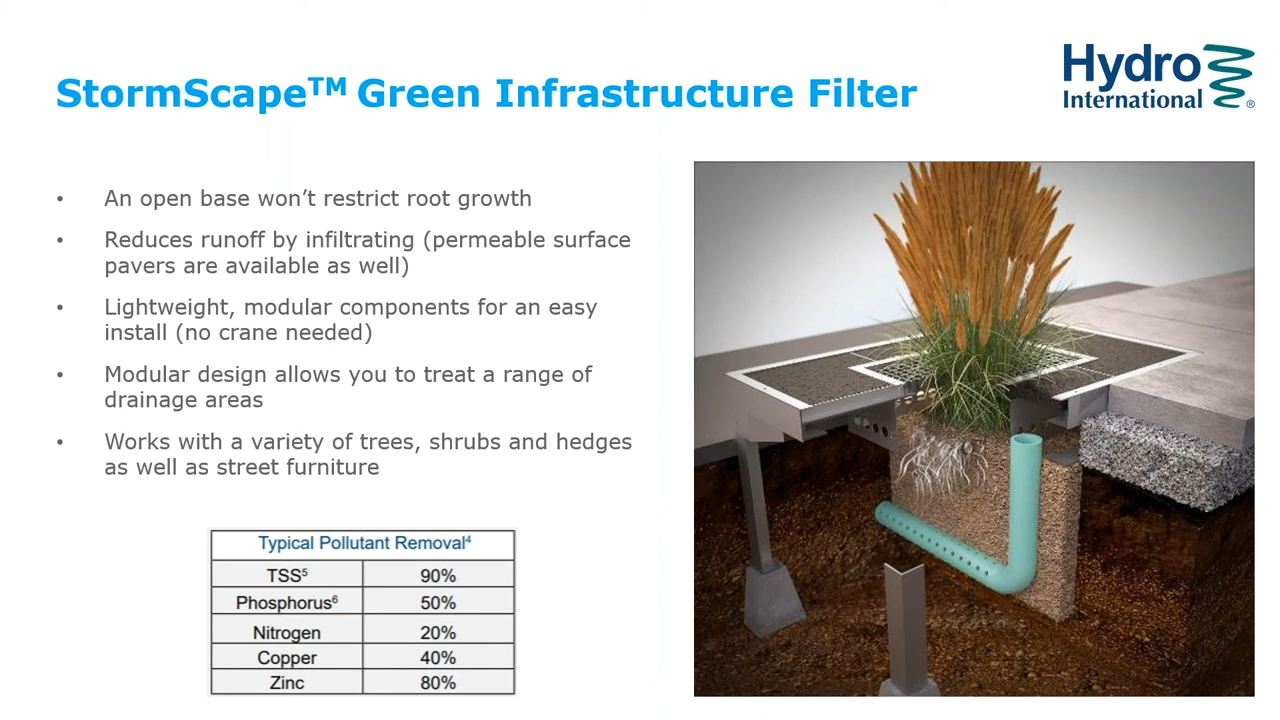 StormScape™ Green Infrastructure Filter
Hydro
International®
• An open base won’t restrict root growth
• Reduces runoff by infiltrating (permeable surface
pavers are available as well)
• Lightweight, modular components for an easy
install (no crane needed)
• Modular design allows you to treat a range of
drainage areas
• Works with a variety of trees, shrubs and hedges
as well as street furniture
Typical Pollutant Removal⁴
TSS⁵ 90%
Phosphorus⁶ 50%
Nitrogen 20%
Copper 40%
Zinc 80%